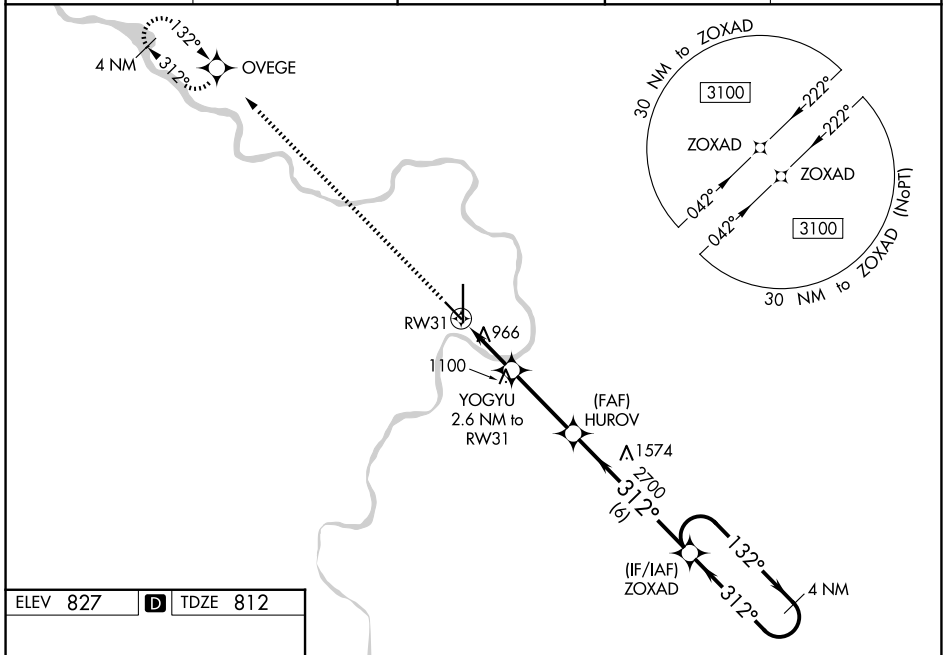 132°
4 NM
312°
OVEGE
30 NM to ZOXAD
3100
222°
ZOXAD
042°
222°
ZOXAD
042°
3100
30 NM to ZOXAD (NoPT)
RW31
966
1100
YOGYU
2.6 NM to
RW31
(FAF)
HUROV
1574
2700
312°
(6)
(IF/IAF)
ZOXAD
132°
312°
4 NM
ELEV 827 D TDZE 812